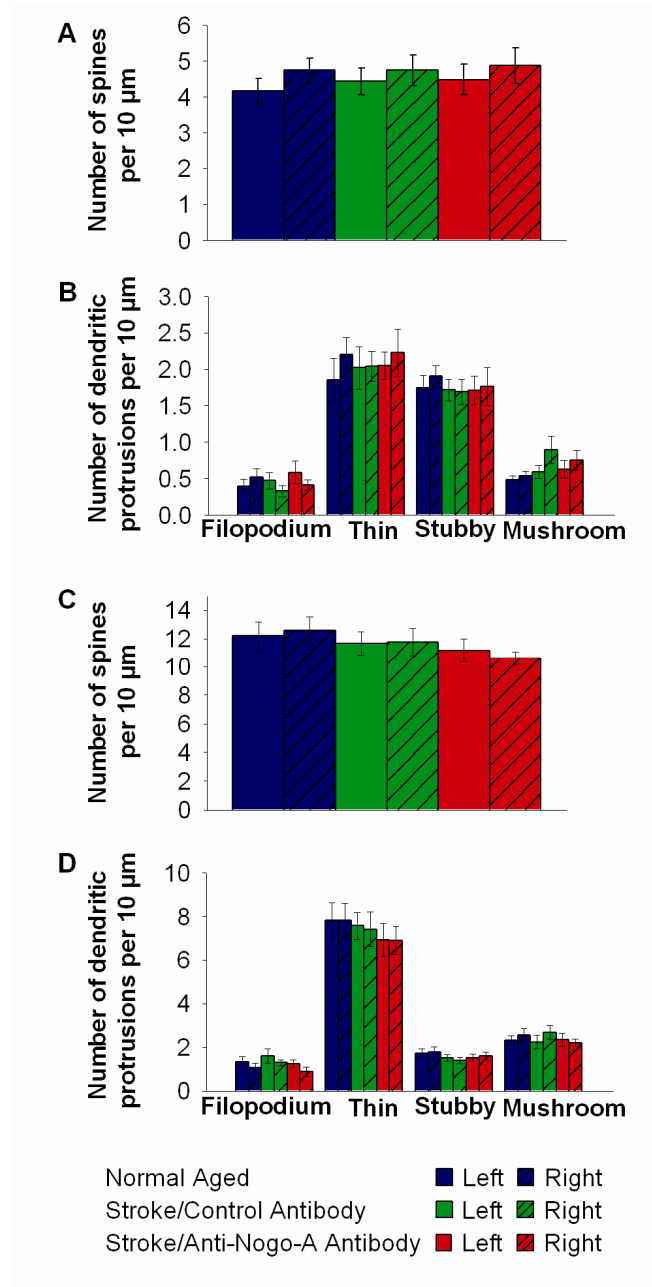 A
Number of spines
per 10 µm
6
5
4
3
2
1
0
B
Number of dendritic
protrusions per 10 µm
3.0
2.5
2.0
1.5
1.0
0.5
0.0
Filopodium Thin Stubby Mushroom
C
Number of spines
per 10 µm
14
12
10
8
6
4
2
0
D
Number of dendritic
protrusions per 10 µm
10
8
6
4
2
0
Filopodium Thin Stubby Mushroom
Normal Aged Left Right
Stroke/Control Antibody Left Right
Stroke/Anti-Nogo-A Antibody Left Right